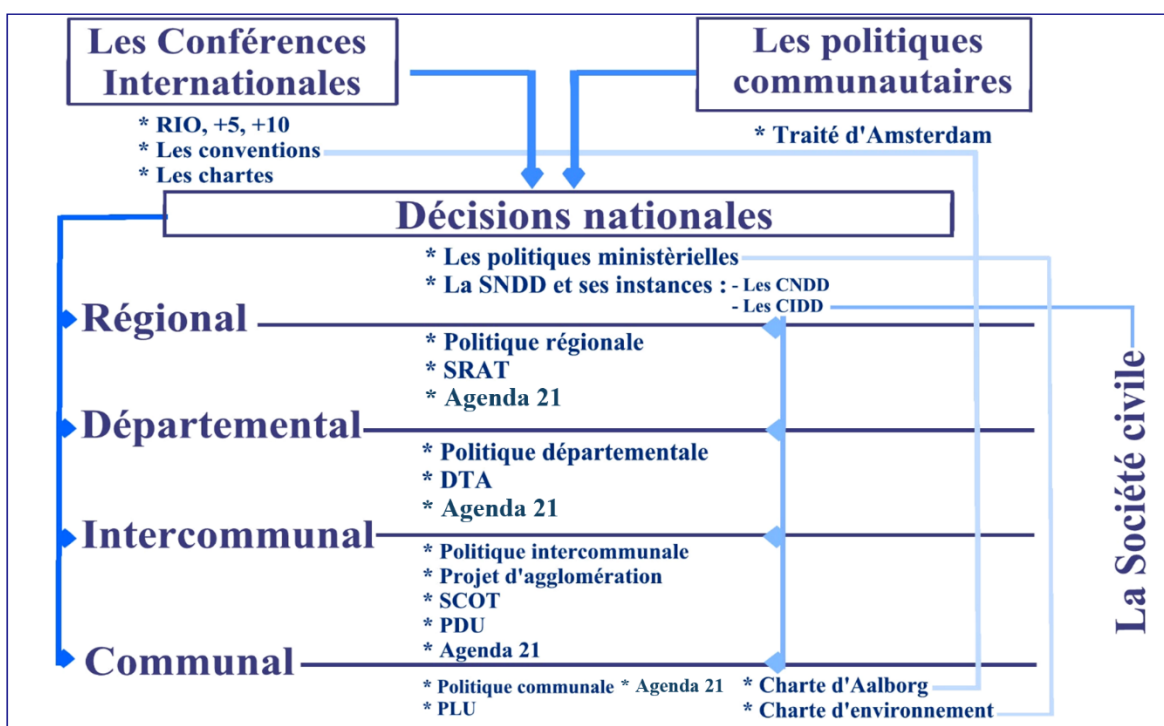 Les Conférences
Internationales
* RIO, +5, +10
* Les conventions
* Les chartes
Les politiques
communautaires
* Traité d'Amsterdam
Décisions nationales
* Les politiques ministèrielles
* La SNDD et ses instances : - Les CNDD
- Les CIDD
Régional
* Politique régionale
* SRAT
* Agenda 21
Départemental
* Politique départementale
* DTA
* Agenda 21
Intercommunal
* Politique intercommunale
* Projet d'agglomération
* SCOT
* PDU
* Agenda 21
Communal
* Politique communale * Agenda 21
* PLU
* Charte d'Aalborg
* Charte d'environnement
La Société civile